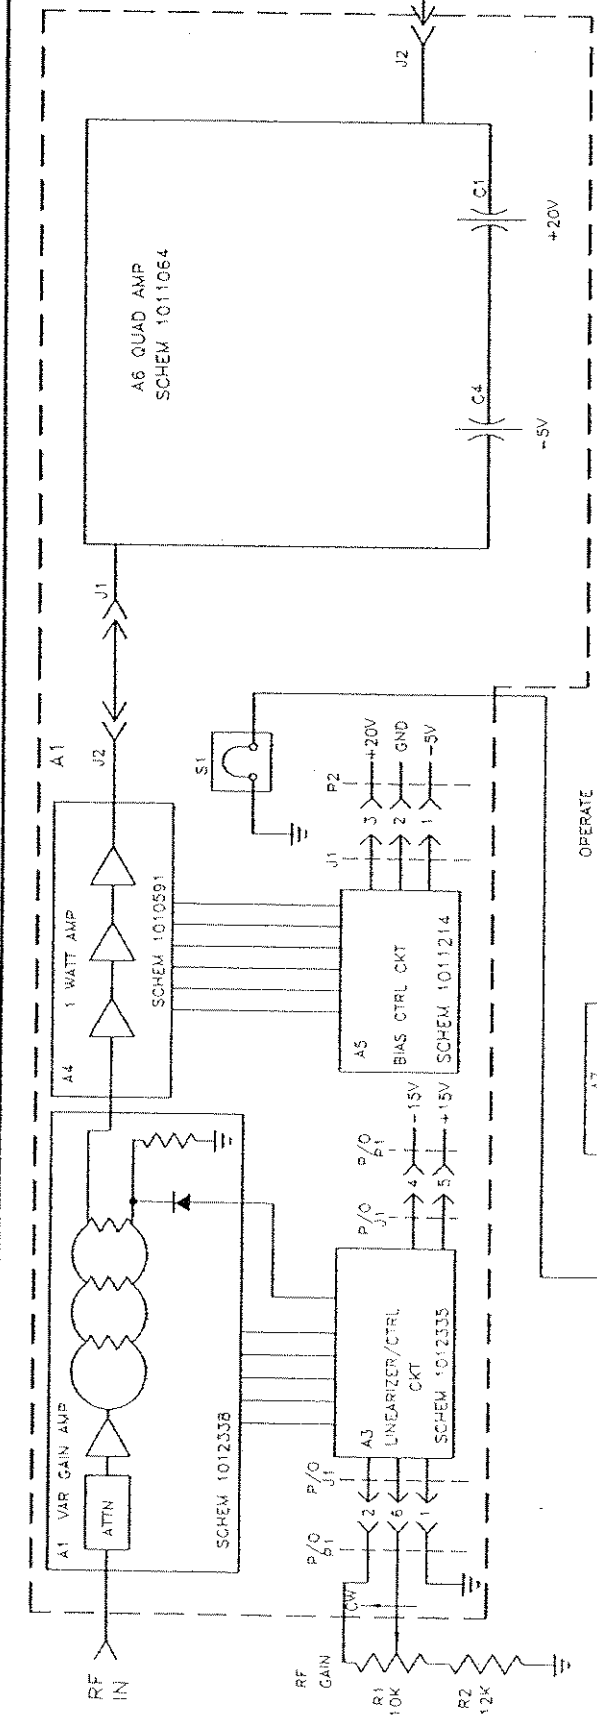 RF
IN
A1 VAR GAIN AMP
ATTN
SCHEM 1012338
A4
1 WATT AMP
SCHEM 1010591
A1
J2
J1
A6 QUAD AMP
SCHEM 1011064
J2
C4
-5V
C1
+20V
S1
RF
GAIN
R1
10K
R2
12K
CW
P/O
P1
P/O
J1
2
6
1
A3
LINEARIZER/CTRL
CKT
SCHEM 1012335
P/O
J1
P/O
P1
4
-15V
5
+15V
A5
BIAS CTRL CKT
SCHEM 1011214
J1
P2
3
+20V
2
GND
1
-5V
OPERATE
A7